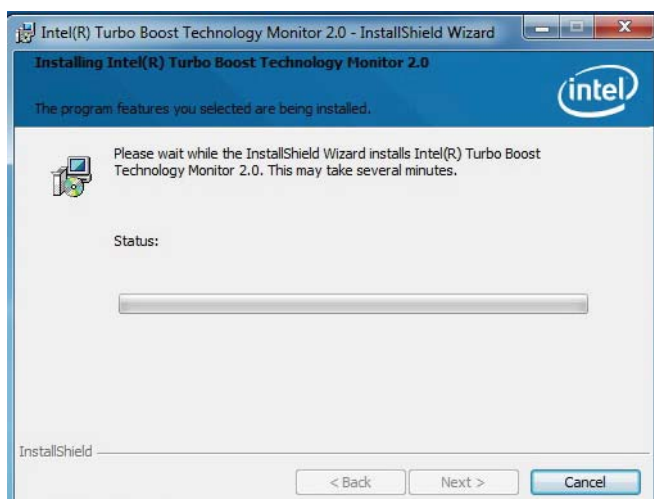 Intel(R) Turbo Boost Technology Monitor 2.0 - InstallShield Wizard
Installing Intel(R) Turbo Boost Technology Monitor 2.0
The program features you selected are being installed.
intel
Please wait while the InstallShield Wizard installs Intel(R) Turbo Boost
Technology Monitor 2.0. This may take several minutes.
Status:
InstallShield
< Back Next > Cancel